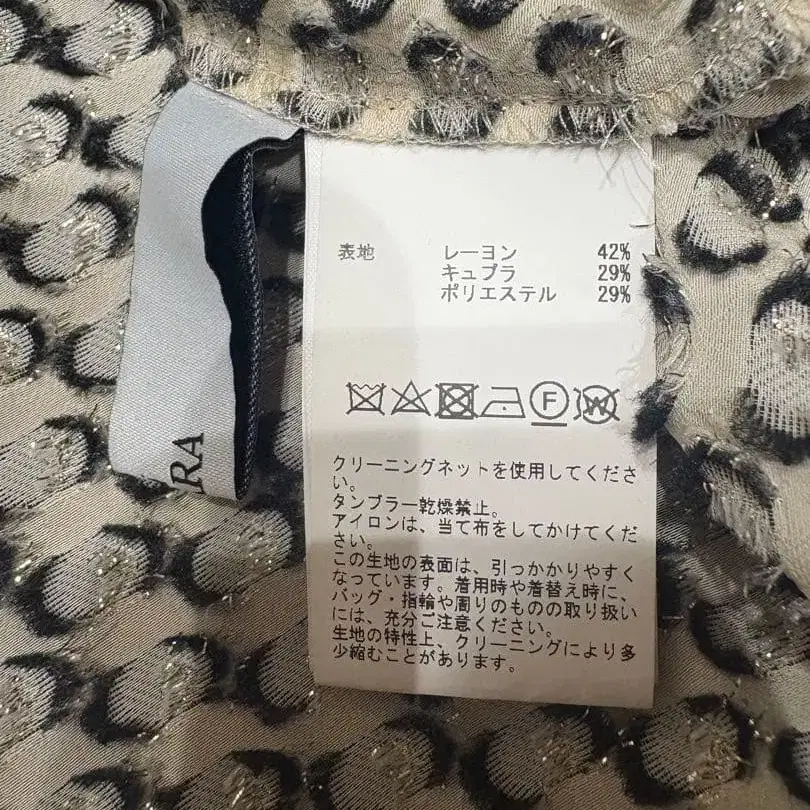 表地 レーヨン 42%
キュプラ 29%
ポリエステル 29%
F
W
クリーニングネットを使用してくださ
い。
タンブラー乾燥禁止。
アイロンは、当て布をしてかけてくだ
さい。
この生地の表面は、引っかかりやすく
なっています。着用時や着替え時に、
バッグ・指輪や周りのものの取り扱い
には、充分ご注意ください。
生地の特性上、クリーニングにより多
少縮むことがあります。
RA